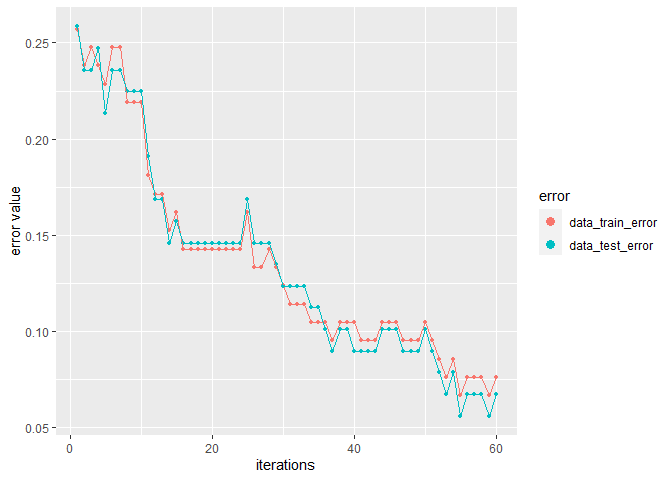 0.25
0.20
0.15
0.10
0.05
error value
0
20
40
60
iterations
error
data_train_error
data_test_error